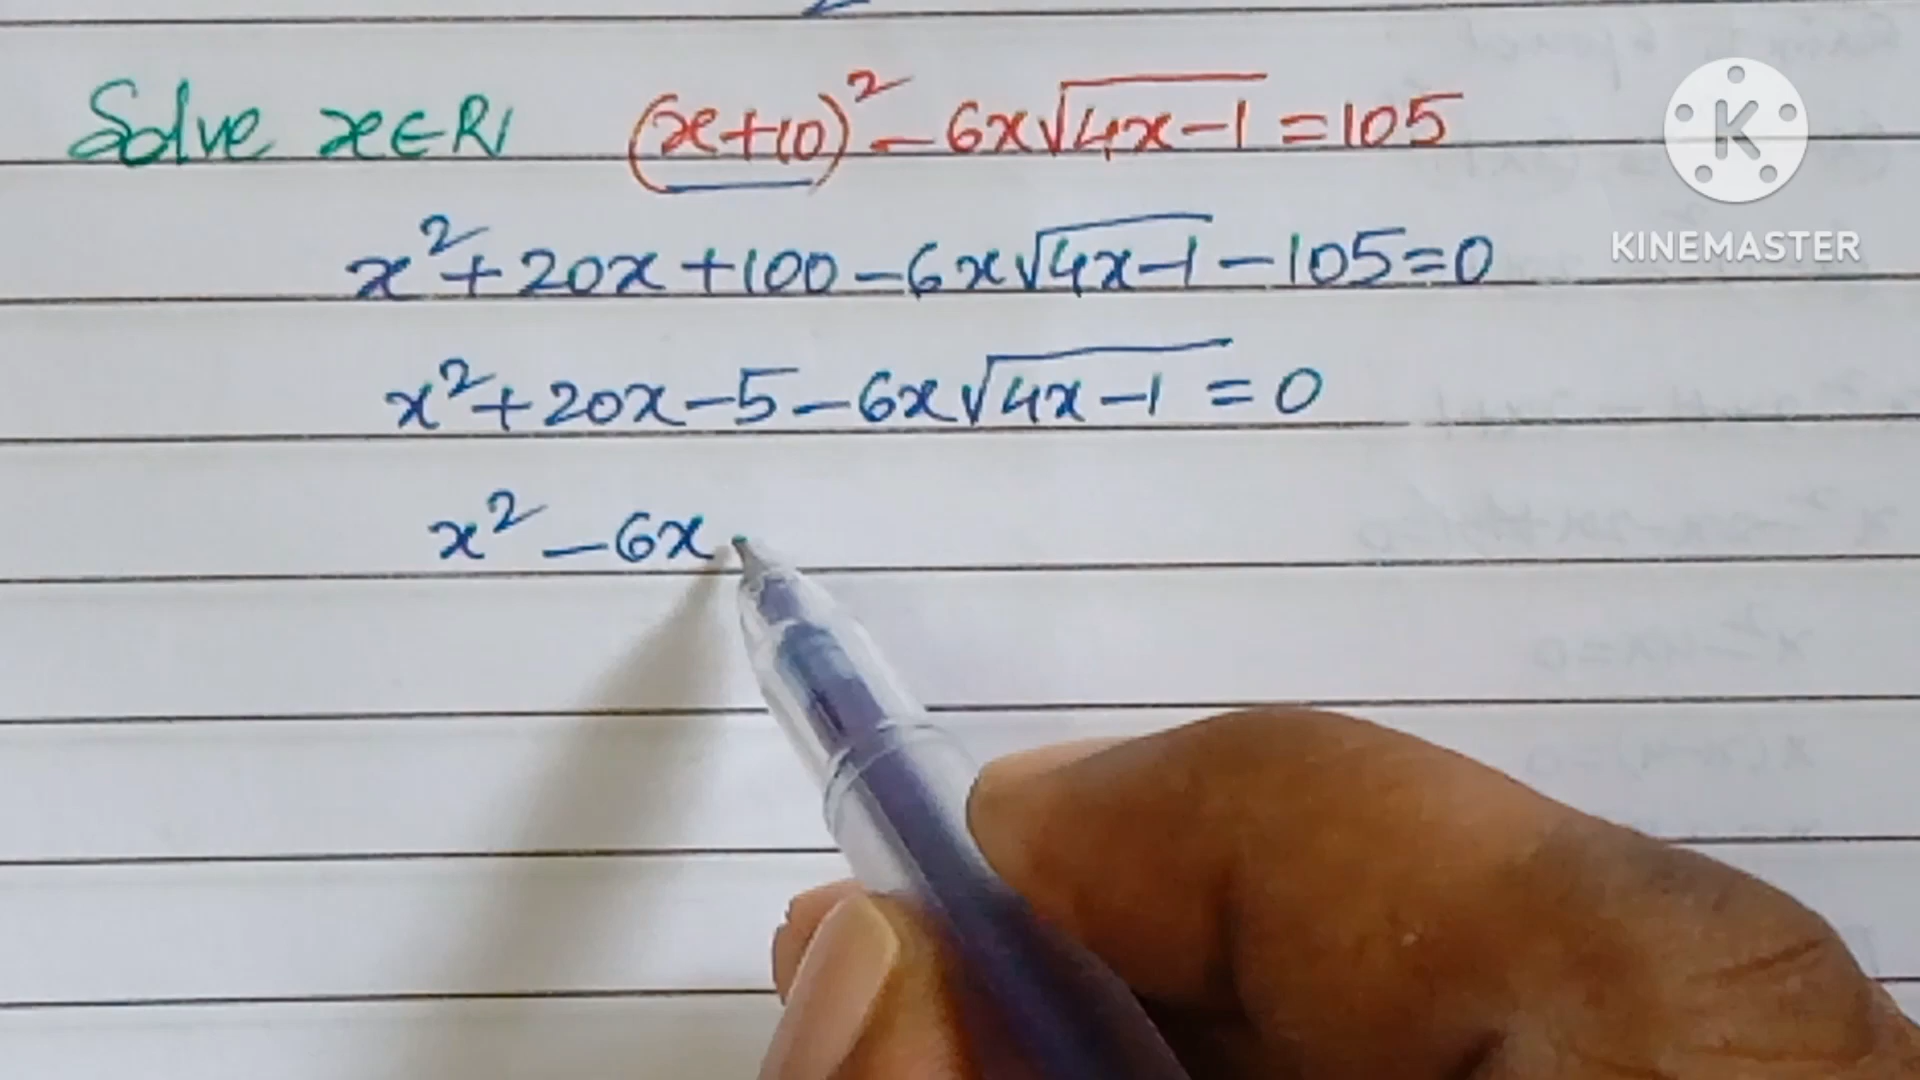 Solve x∈R, (x+10)² - 6x√(4x-1) = 105
K
KINEMASTER
x² + 20x + 100 - 6x√(4x-1) - 105 = 0
x² + 20x - 5 - 6x√(4x-1) = 0
x² - 6x